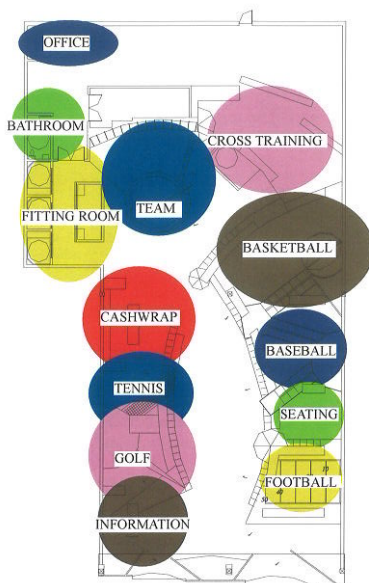 OFFICE
BATHROOM
CROSS TRAINING
TEAM
FITTING ROOM
BASKETBALL
CASHWRAP
BASEBALL
TENNIS
SEATING
GOLF
FOOTBALL
INFORMATION